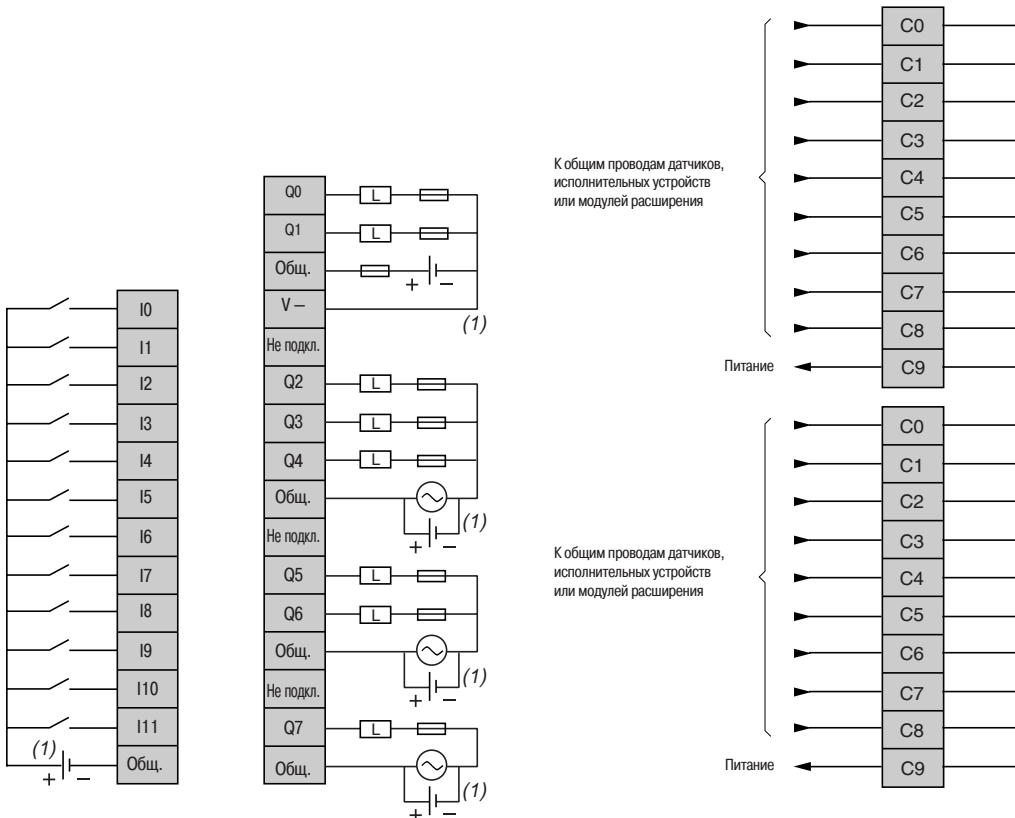 I0
I1
I2
I3
I4
I5
I6
I7
I8
I9
I10
I11
(1)
Общ.
+ –
Q0 L
Q1 L
Общ.
+ –
V –
(1)
Не подкл.
Q2 L
Q3 L
Q4 L
Общ.
(1)
+ –
Не подкл.
Q5 L
Q6 L
Общ.
(1)
+ –
Не подкл.
Q7 L
Общ.
(1)
+ –
К общим проводам датчиков,
исполнительных устройств
или модулей расширения
C0
C1
C2
C3
C4
C5
C6
C7
C8
Питание C9
К общим проводам датчиков,
исполнительных устройств
или модулей расширения
C0
C1
C2
C3
C4
C5
C6
C7
C8
Питание C9